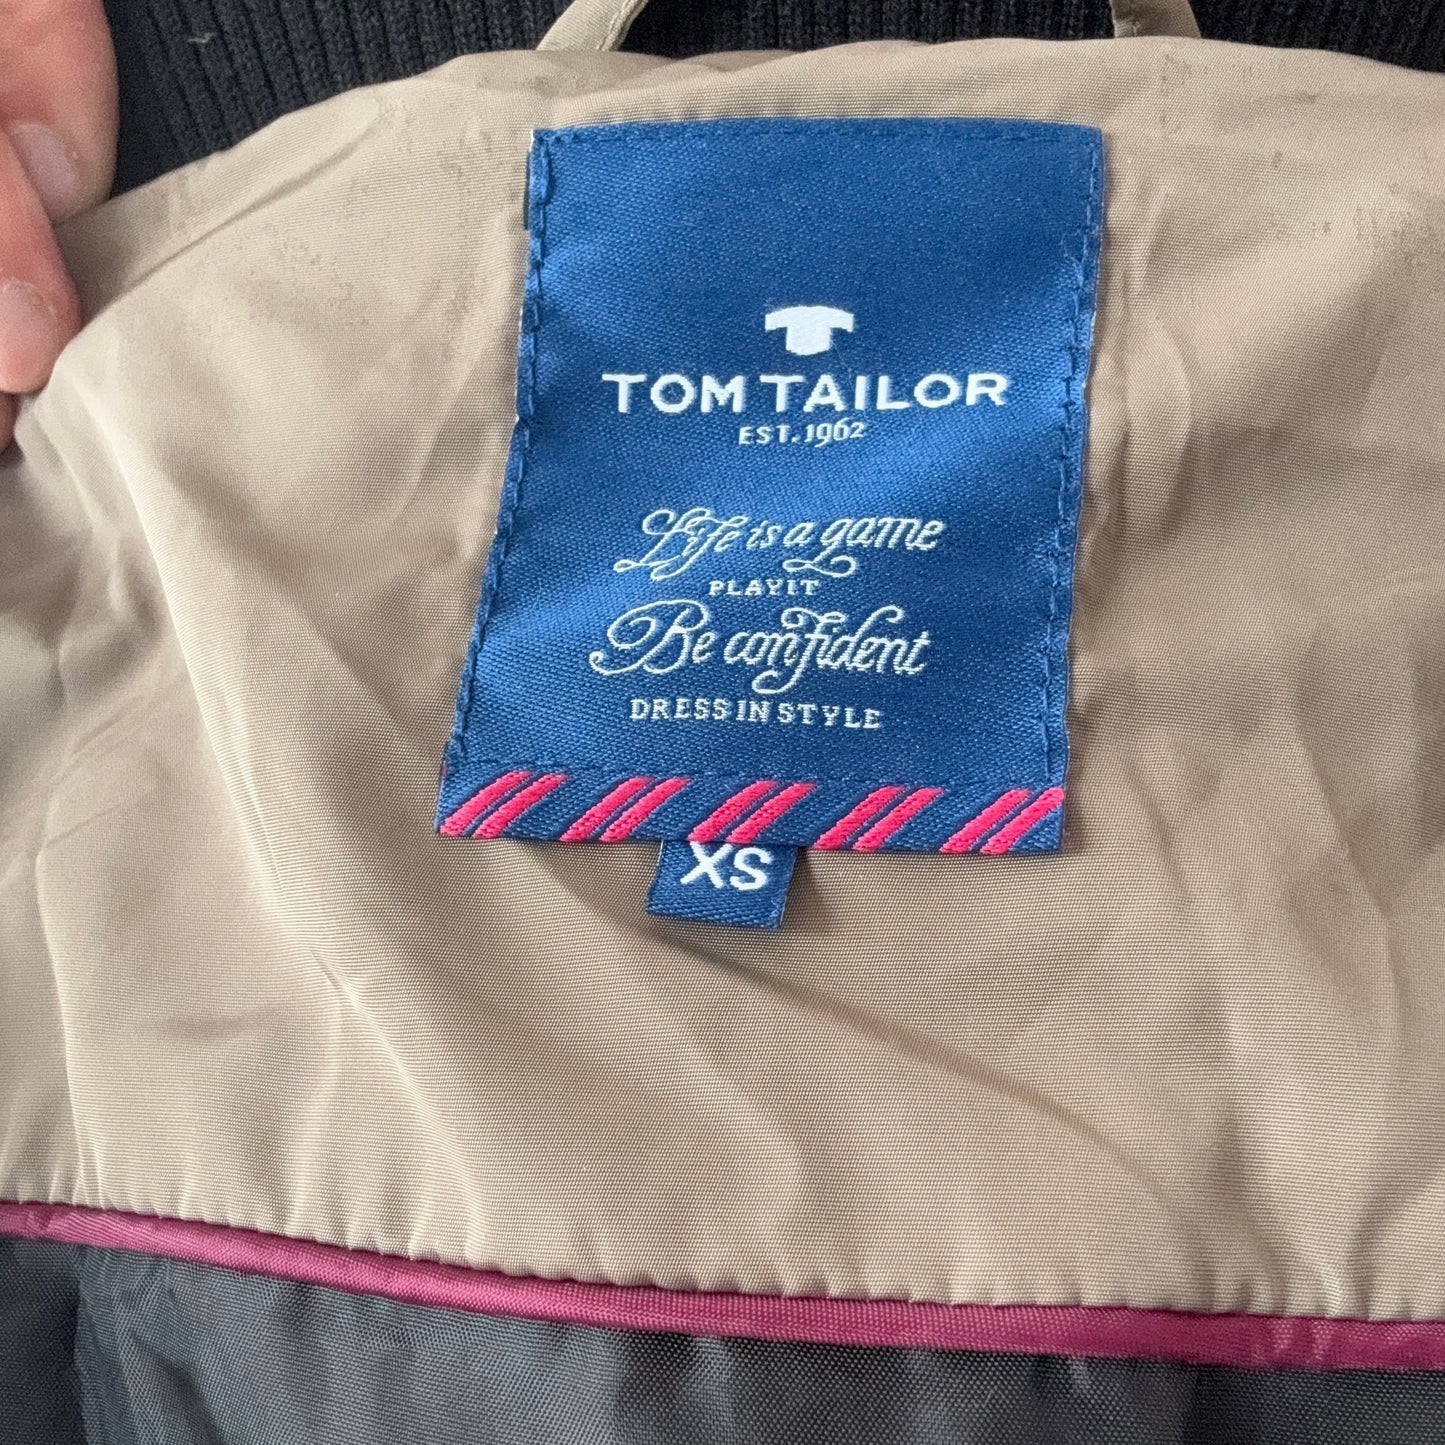 TOM TAILOR
EST. 1962
Life is a game
PLAY IT
Be confident
DRESS IN STYLE
XS